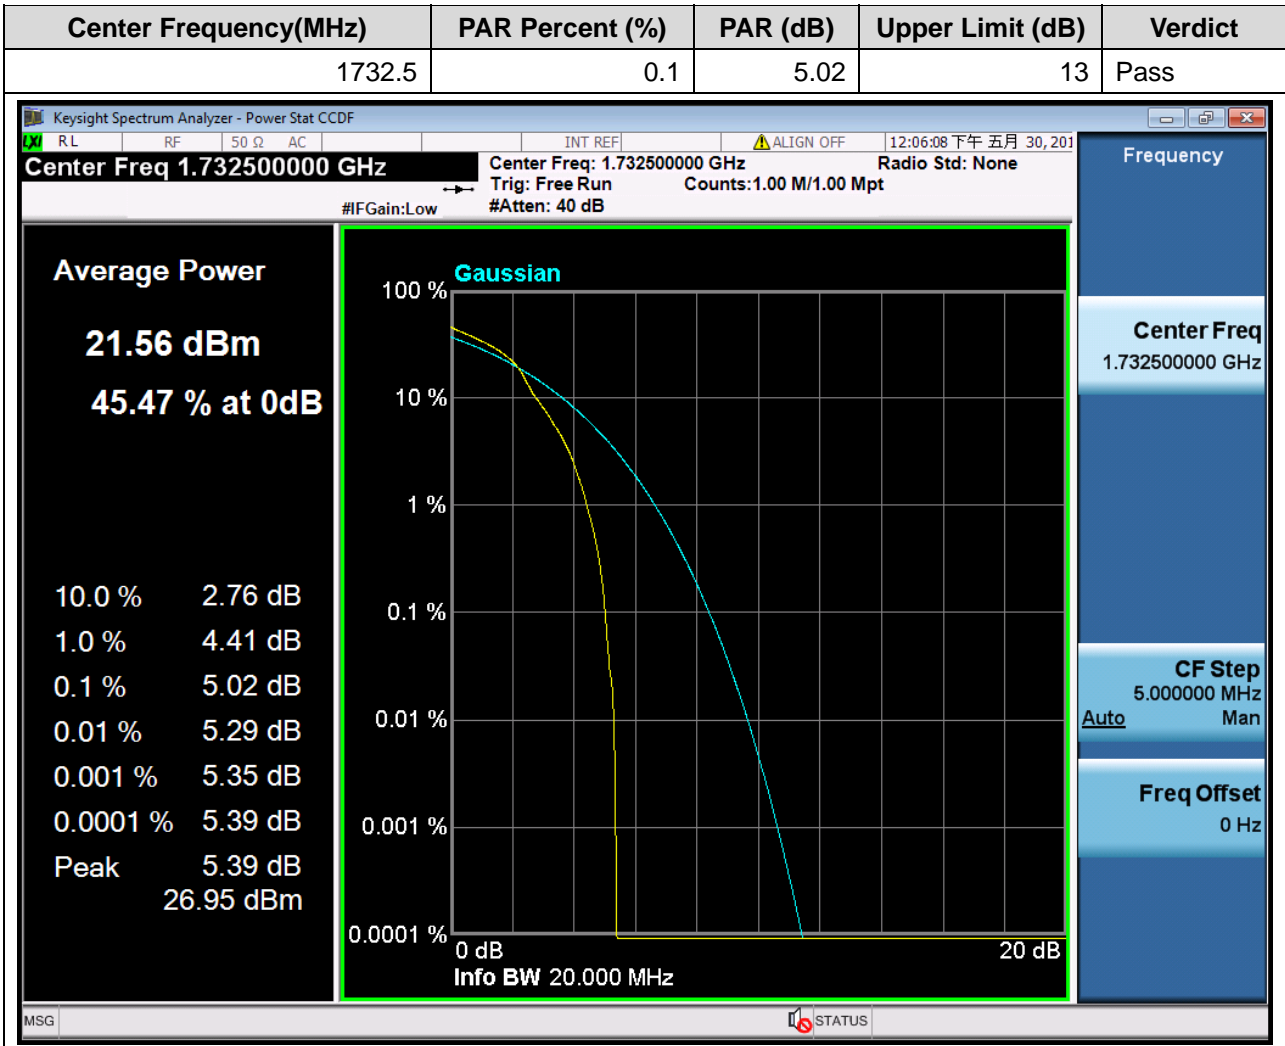 Center Frequency(MHz) PAR Percent (%) PAR (dB) Upper Limit (dB) Verdict
1732.5 0.1 5.02 13 Pass
Keysight Spectrum Analyzer - Power Stat CCDF
LXI RL RF 50 Ω AC INT REF ALIGN OFF 12:06:08 下午 五月 30, 201
Center Freq 1.732500000 GHz
Center Freq: 1.732500000 GHz Radio Std: None
Trig: Free Run Counts:1.00 M/1.00 Mpt
#IFGain:Low #Atten: 40 dB
Average Power
21.56 dBm
45.47 % at 0dB
10.0 % 2.76 dB
1.0 % 4.41 dB
0.1 % 5.02 dB
0.01 % 5.29 dB
0.001 % 5.35 dB
0.0001 % 5.39 dB
Peak 5.39 dB
26.95 dBm
Gaussian
100 %
10 %
1 %
0.1 %
0.01 %
0.001 %
0.0001 %
0 dB 20 dB
Info BW 20.000 MHz
Frequency
Center Freq
1.732500000 GHz
CF Step
5.000000 MHz
Auto Man
Freq Offset
0 Hz
MSG STATUS